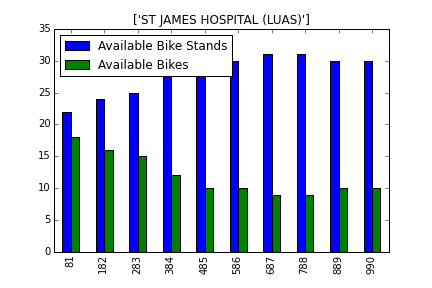 ['ST JAMES HOSPITAL (LUAS)']
35
30
25
20
15
10
5
0
Available Bike Stands
Available Bikes
81 182 283 384 485 586 687 788 889 990